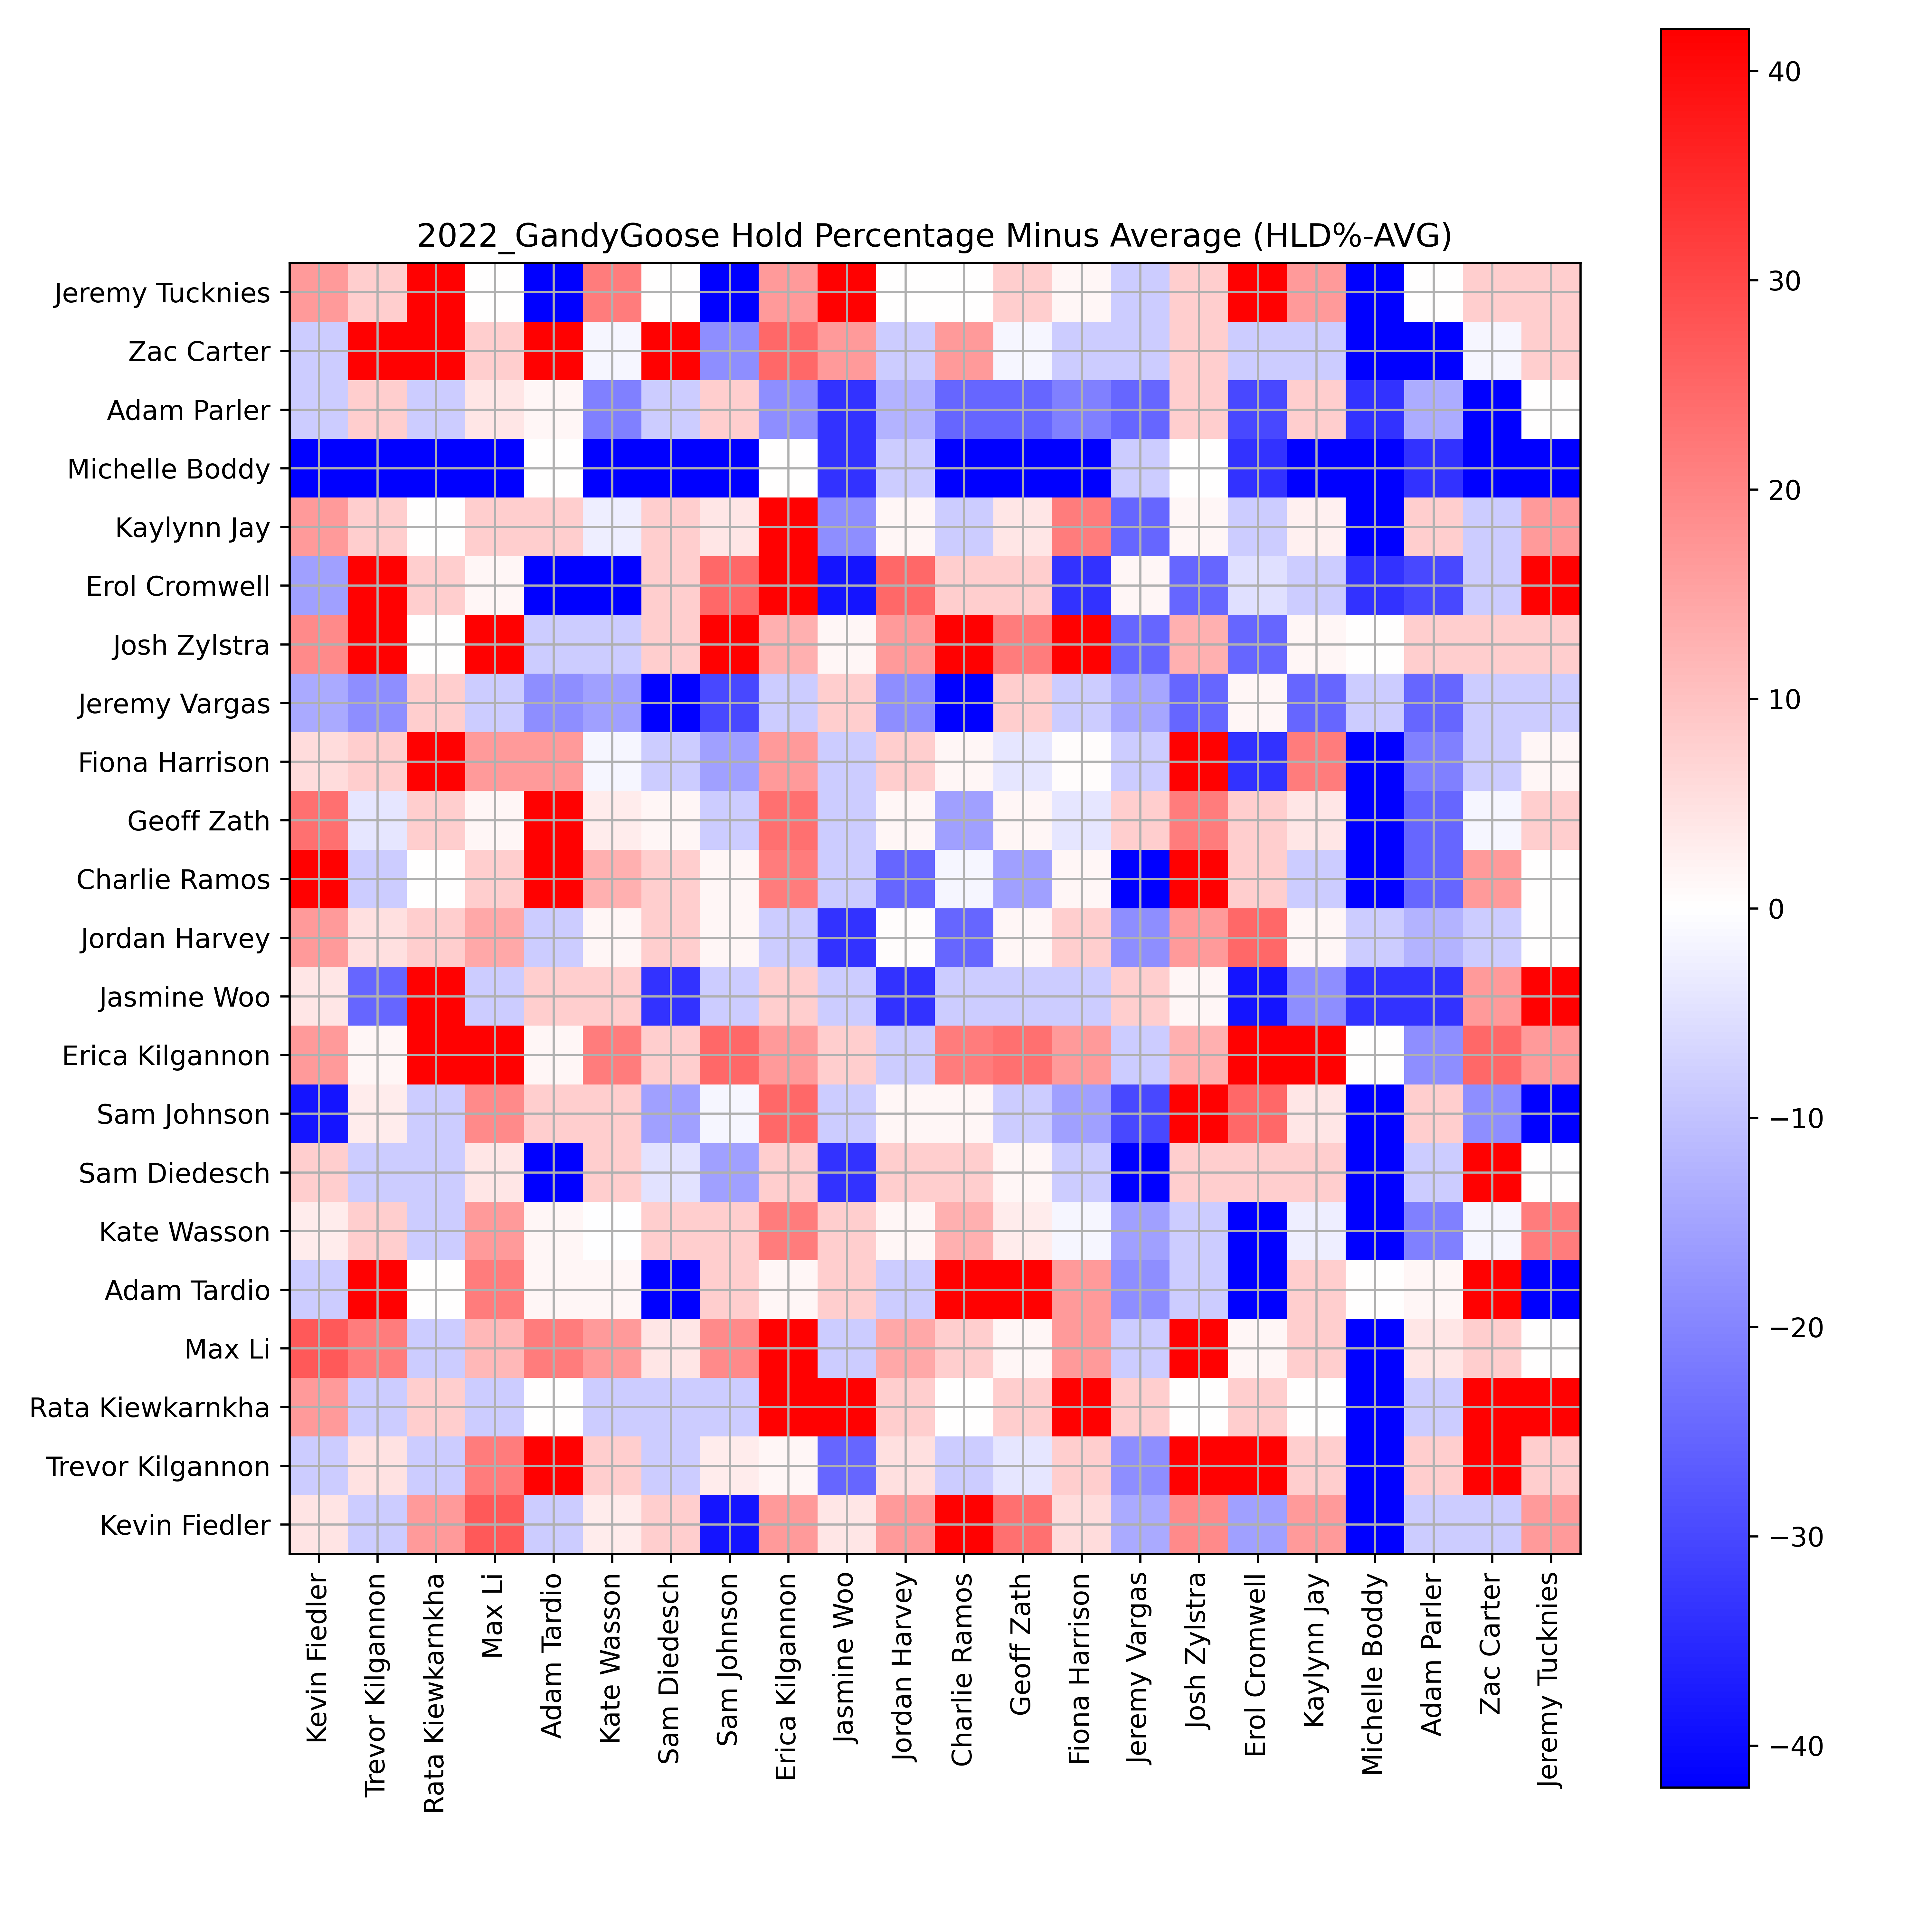 2022_GandyGoose Hold Percentage Minus Average (HLD%-AVG)
Jeremy Tucknies
Zac Carter
Adam Parler
Michelle Boddy
Kaylynn Jay
Erol Cromwell
Josh Zylstra
Jeremy Vargas
Fiona Harrison
Geoff Zath
Charlie Ramos
Jordan Harvey
Jasmine Woo
Erica Kilgannon
Sam Johnson
Sam Diedesch
Kate Wasson
Adam Tardio
Max Li
Rata Kiewkarnkha
Trevor Kilgannon
Kevin Fiedler
Kevin Fiedler
Trevor Kilgannon
Rata Kiewkarnkha
Max Li
Adam Tardio
Kate Wasson
Sam Diedesch
Sam Johnson
Erica Kilgannon
Jasmine Woo
Jordan Harvey
Charlie Ramos
Geoff Zath
Fiona Harrison
Jeremy Vargas
Josh Zylstra
Erol Cromwell
Kaylynn Jay
Michelle Boddy
Adam Parler
Zac Carter
Jeremy Tucknies
40
30
20
10
0
−10
−20
−30
−40